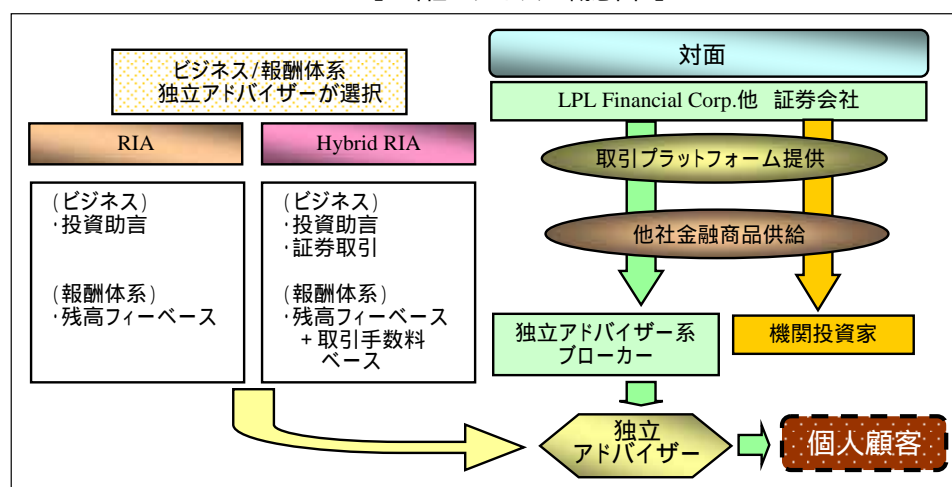 ビジネス/報酬体系
独立アドバイザーが選択
RIA
Hybrid RIA
(ビジネス)
・投資助言
(報酬体系)
・残高フィーベース
(ビジネス)
・投資助言
・証券取引
(報酬体系)
・残高フィーベース
+取引手数料
ベース
対面
LPL Financial Corp.他 証券会社
取引プラットフォーム提供
他社金融商品供給
独立アドバイザー系
ブローカー
機関投資家
独立
アドバイザー
個人顧客